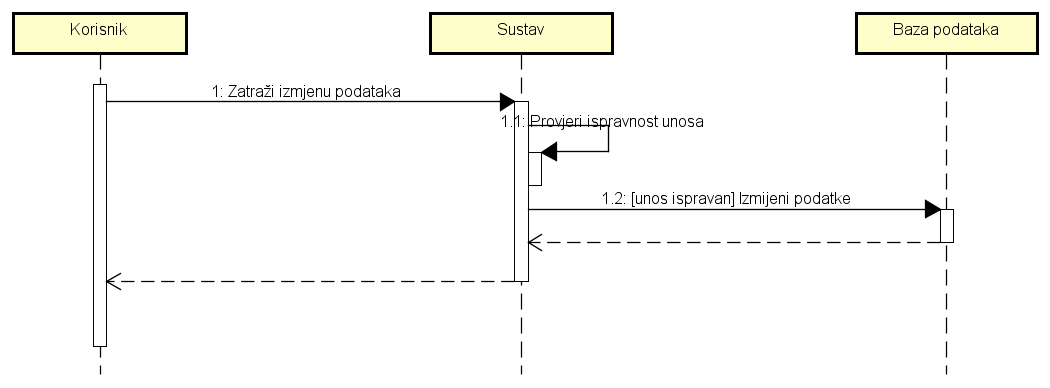 Korisnik
Sustav
Baza podataka
1: Zatraži izmjenu podataka
1.1: Provjeri ispravnost unosa
1.2: [unos ispravan] Izmijeni podatke